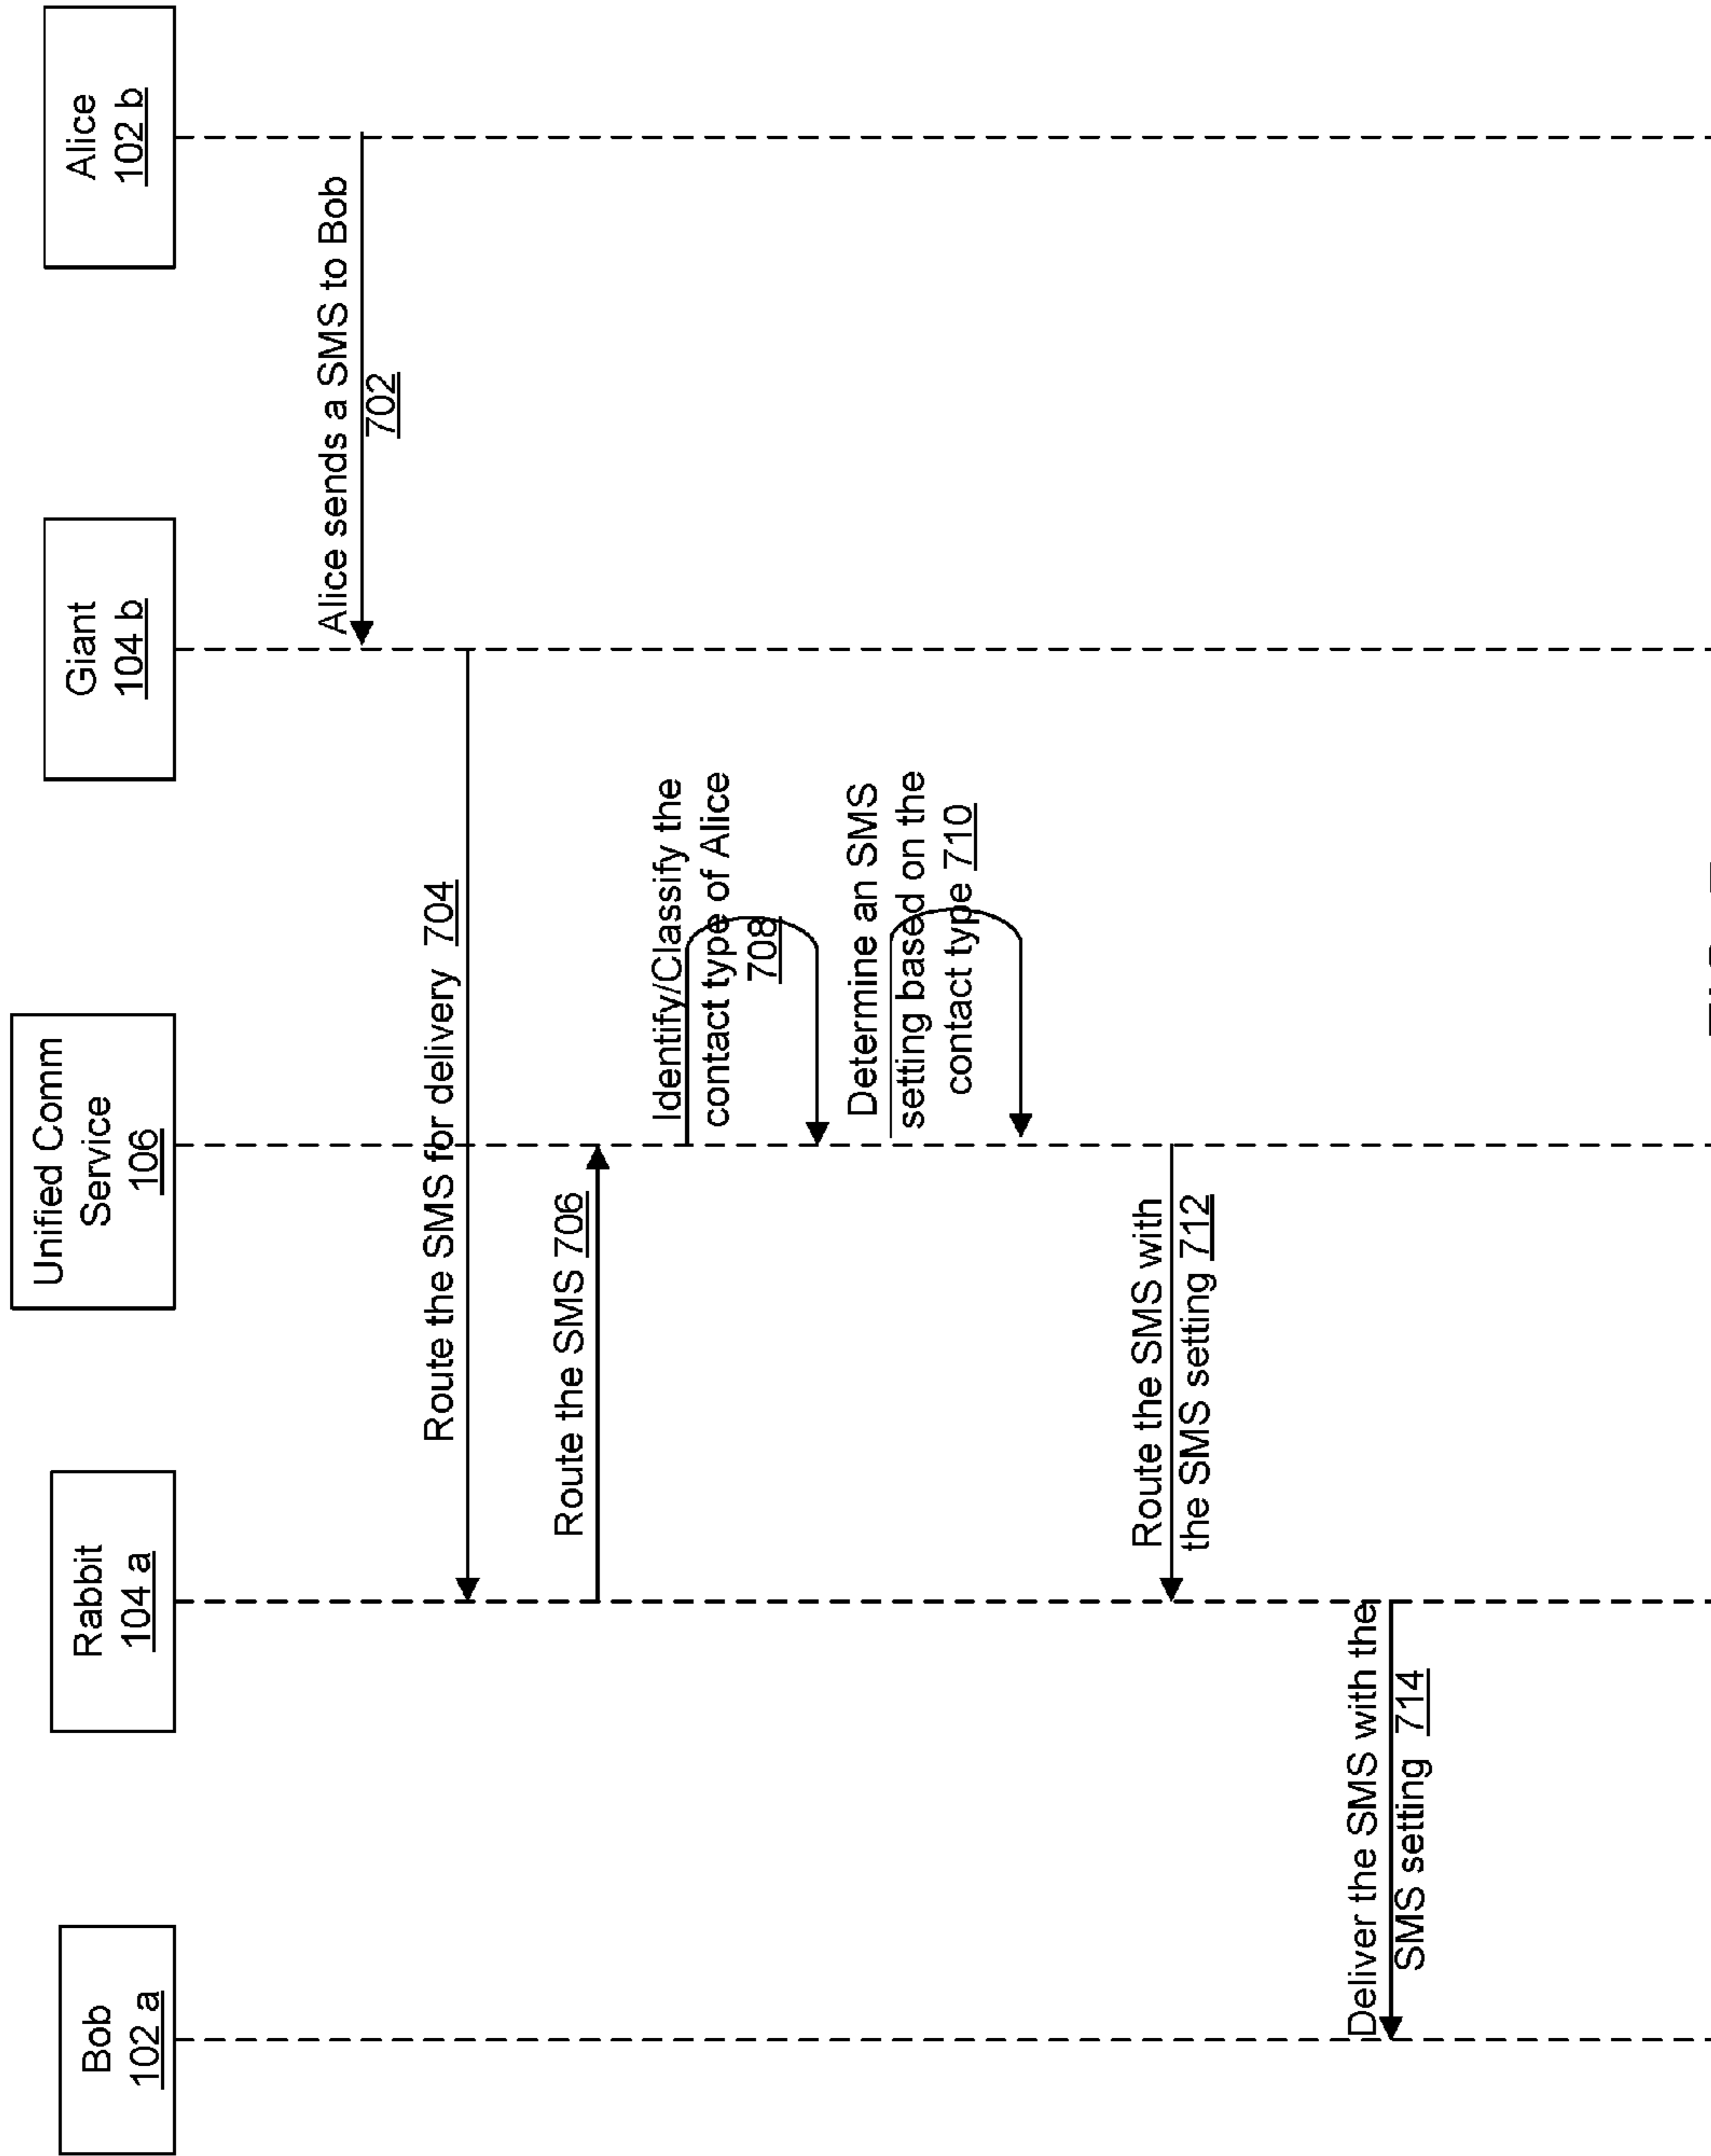 Bob
102 a
Rabbit
104 a
Unified Comm
Service
106
Giant
104 b
Alice
102 b
Alice sends a SMS to Bob
702
Route the SMS for delivery 704
Route the SMS 706
Identify/Classify the
contact type of Alice
708
Determine an SMS
setting based on the
contact type 710
Route the SMS with
the SMS setting 712
Deliver the SMS with the
SMS setting 714